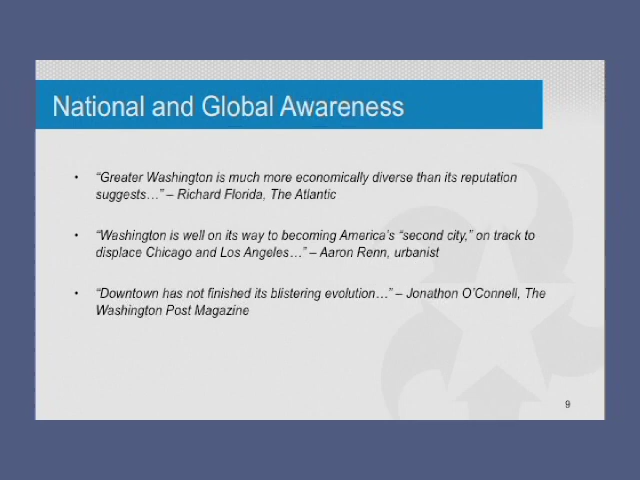 National and Global Awareness
• “Greater Washington is much more economically diverse than its reputation
suggests…” – Richard Florida, The Atlantic
• “Washington is well on its way to becoming America’s “second city,” on track to
displace Chicago and Los Angeles…” – Aaron Renn, urbanist
• “Downtown has not finished its blistering evolution…” – Jonathon O’Connell, The
Washington Post Magazine
9